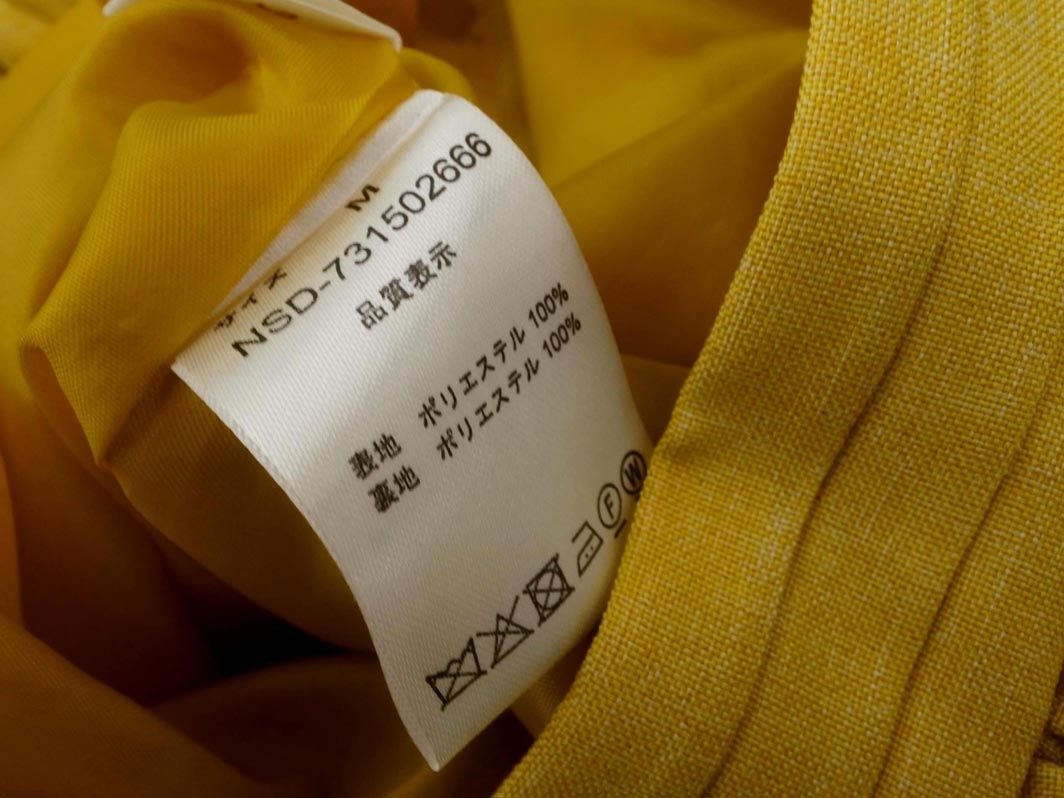 サイズ M
NSD-731502666
品質表示
表地 ポリエステル 100%
裏地 ポリエステル 100%
F W